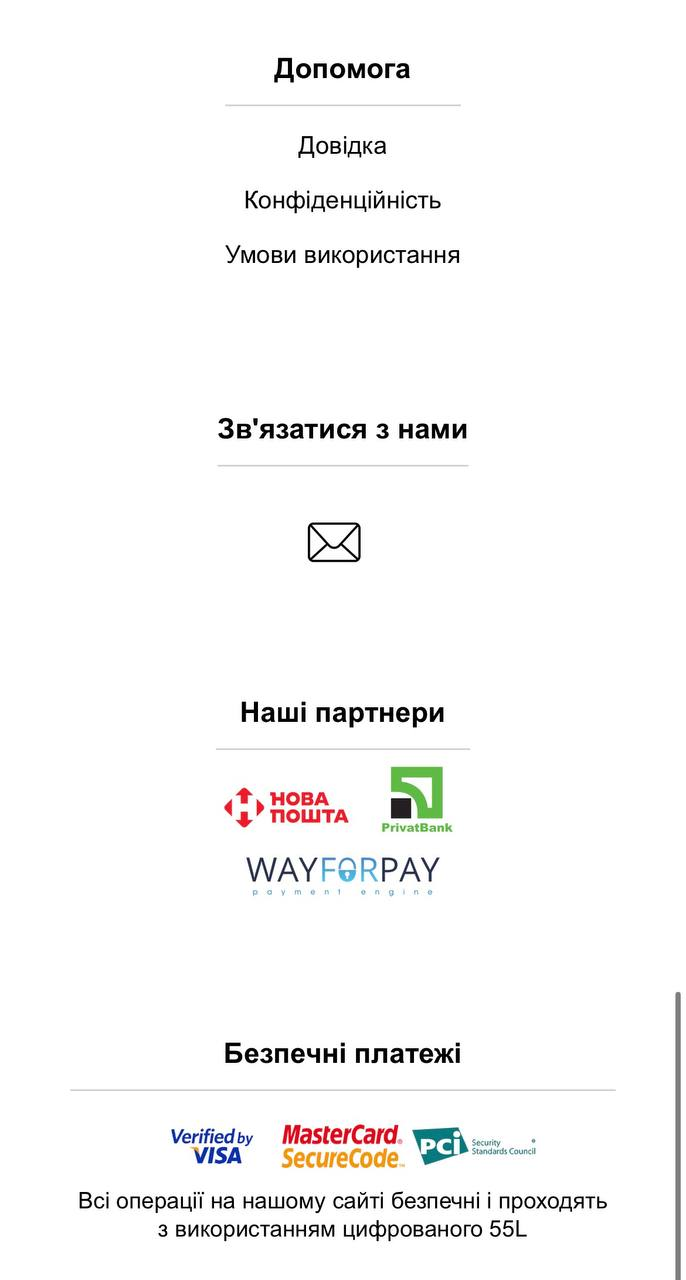 Допомога
Довідка
Конфіденційність
Умови використання
Зв'язатися з нами
Наші партнери
НОВА
ПОШТА
PrivatBank
WAYFORPAY
payment engine
Безпечні платежі
Verified by
VISA
MasterCard
SecureCode
PCI Security
Standards Council
Всі операції на нашому сайті безпечні і проходять
з використанням цифрованого 55L